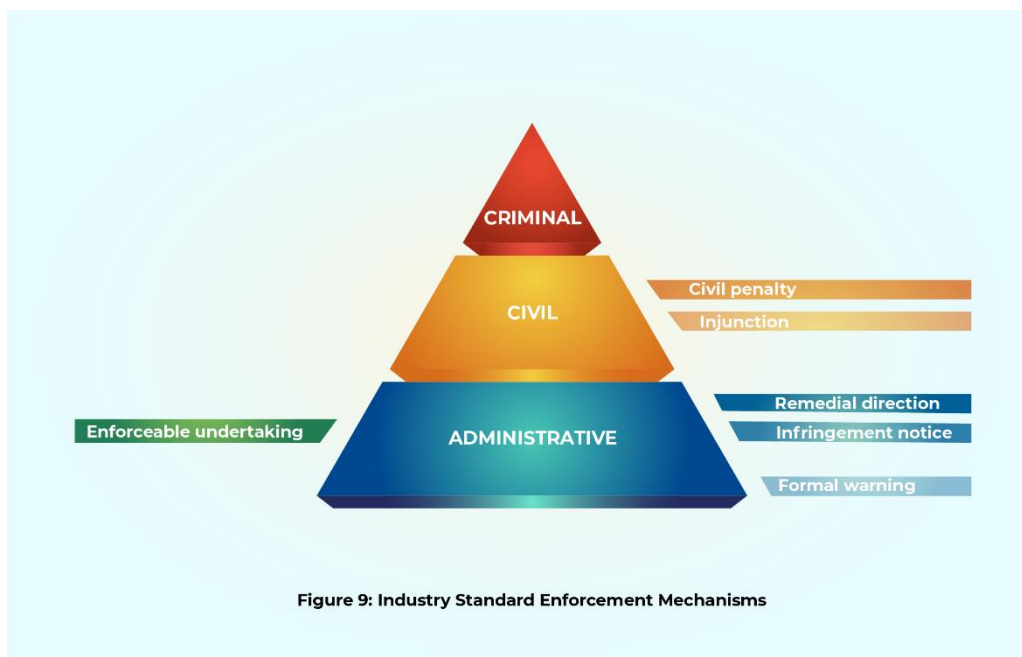 CRIMINAL
CIVIL
Civil penalty
Injunction
Enforceable undertaking
ADMINISTRATIVE
Remedial direction
Infringement notice
Formal warning
Figure 9: Industry Standard Enforcement Mechanisms